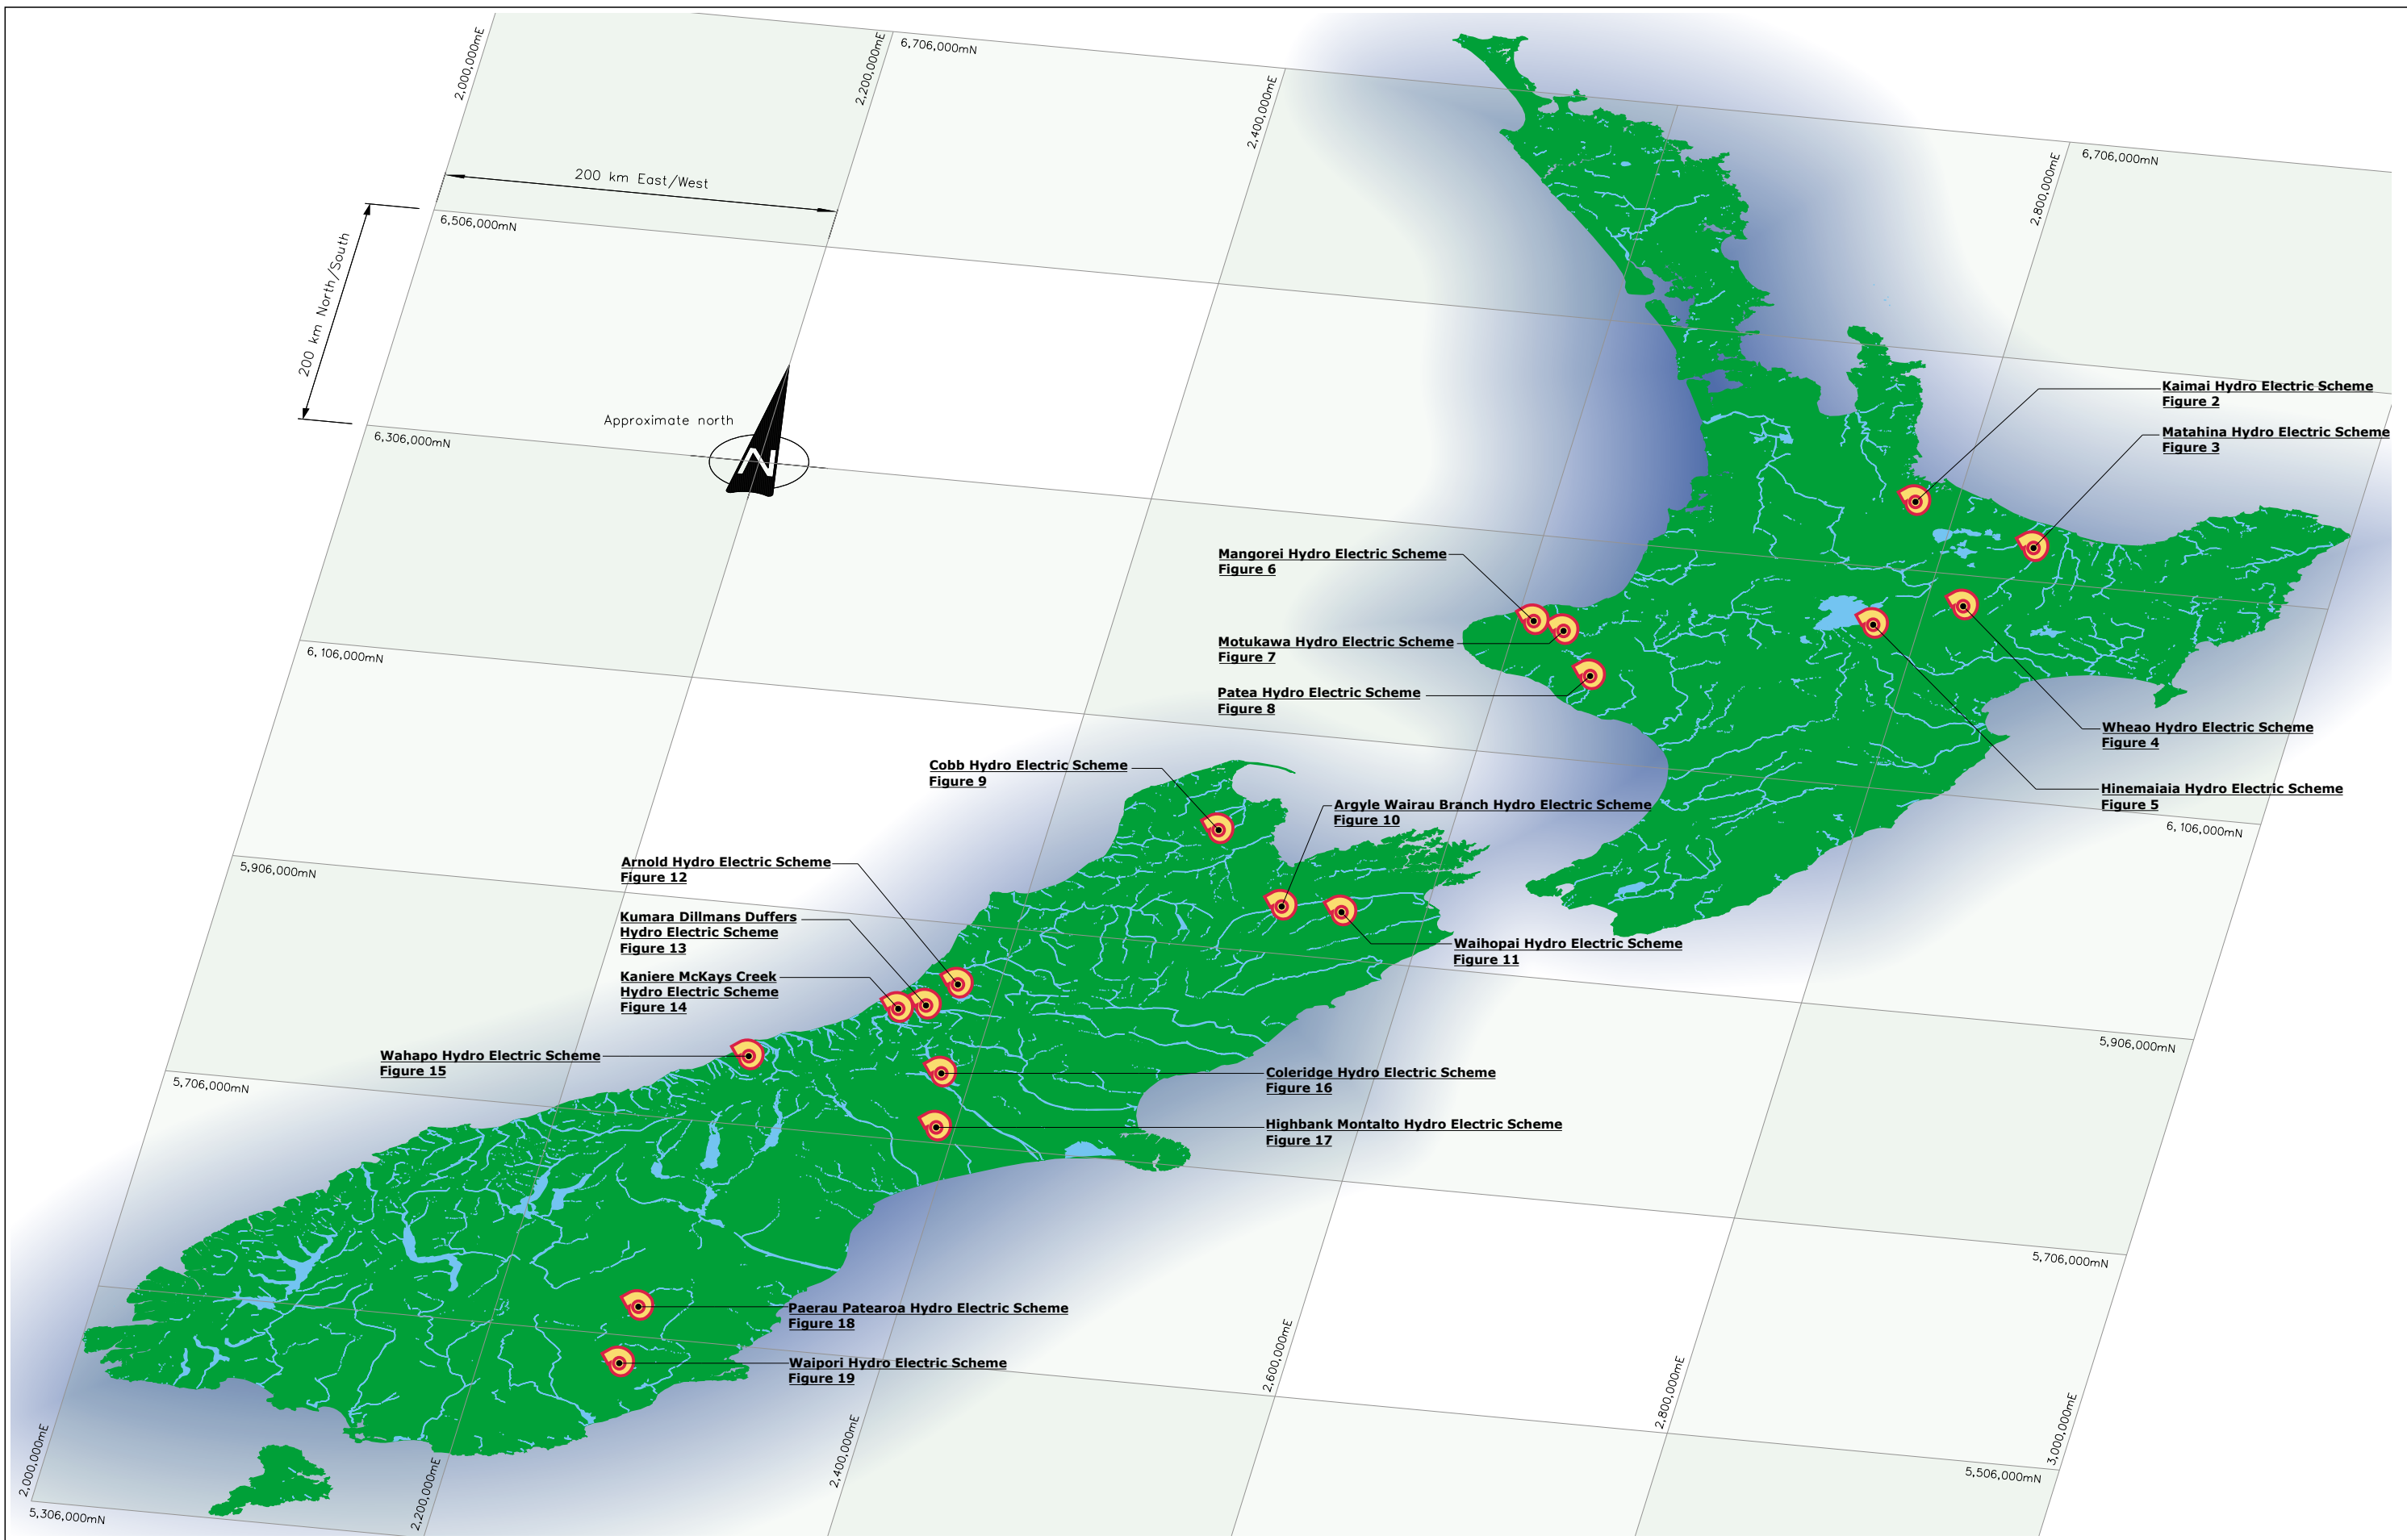 2,000,000mE
2,200,000mE
6,706,000mN
2,400,000mE
2,800,000mE
6,706,000mN
200 km East/West
6,506,000mN
200 km North/South
Approximate north
N
6,306,000mN
Kaimai Hydro Electric Scheme
Figure 2
Matahina Hydro Electric Scheme
Figure 3
Mangorei Hydro Electric Scheme
Figure 6
Motukawa Hydro Electric Scheme
Figure 7
Patea Hydro Electric Scheme
Figure 8
6,106,000mN
Wheao Hydro Electric Scheme
Figure 4
Hinemaiaia Hydro Electric Scheme
Figure 5
6,106,000mN
Cobb Hydro Electric Scheme
Figure 9
Argyle Wairau Branch Hydro Electric Scheme
Figure 10
Arnold Hydro Electric Scheme
Figure 12
5,906,000mN
Kumara Dillmans Duffers
Hydro Electric Scheme
Figure 13
Waihopai Hydro Electric Scheme
Figure 11
Kaniere McKays Creek
Hydro Electric Scheme
Figure 14
5,906,000mN
Wahapo Hydro Electric Scheme
Figure 15
Coleridge Hydro Electric Scheme
Figure 16
5,706,000mN
Highbank Montalto Hydro Electric Scheme
Figure 17
5,706,000mN
Paerau Patearoa Hydro Electric Scheme
Figure 18
Waipori Hydro Electric Scheme
Figure 19
2,600,000mE
2,800,000mE
3,000,000mE
2,000,000mE
2,200,000mE
2,400,000mE
5,506,000mN
5,306,000mN